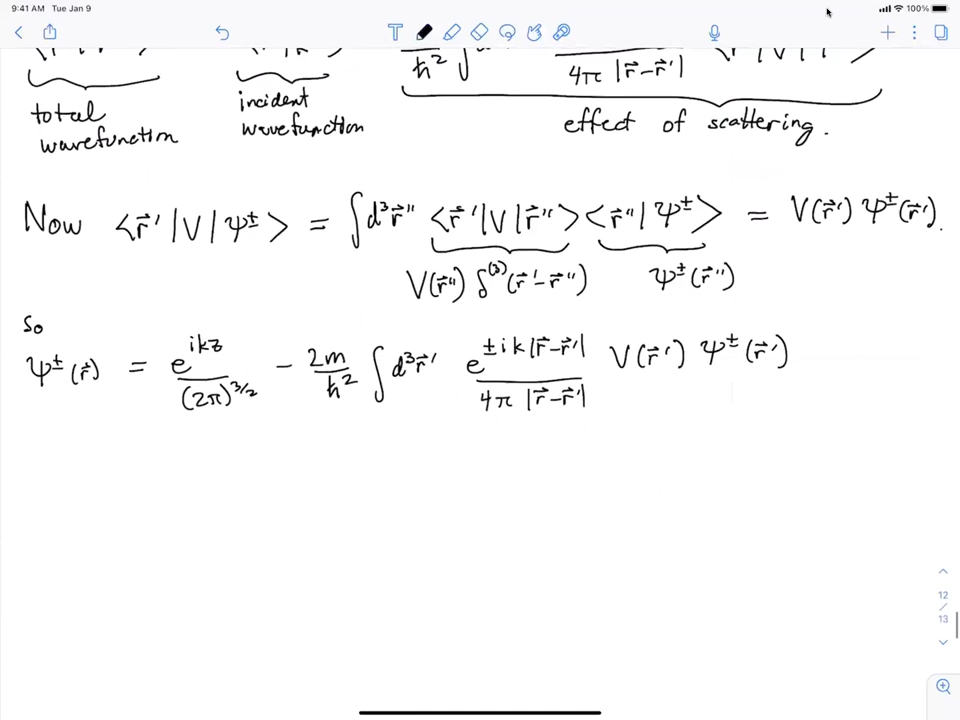 9:41 AM Tue Jan 9 100%
ħ² 4π |r⃗-r⃗'|
total wavefunction
incident wavefunction
effect of scattering.
Now <r⃗'|V|Ψ±> = ∫d³r⃗'' <r⃗'|V|r⃗''><r⃗''|Ψ±> = V(r⃗') Ψ±(r⃗').
V(r⃗'') δ⁽³⁾(r⃗'-r⃗'') Ψ±(r⃗'')
So
Ψ±(r⃗) = e^{ikz}/(2π)^{3/2} - 2m/ħ² ∫d³r⃗' e^{±ik|r⃗-r⃗'|}/4π |r⃗-r⃗'| V(r⃗') Ψ±(r⃗')
12
/
13